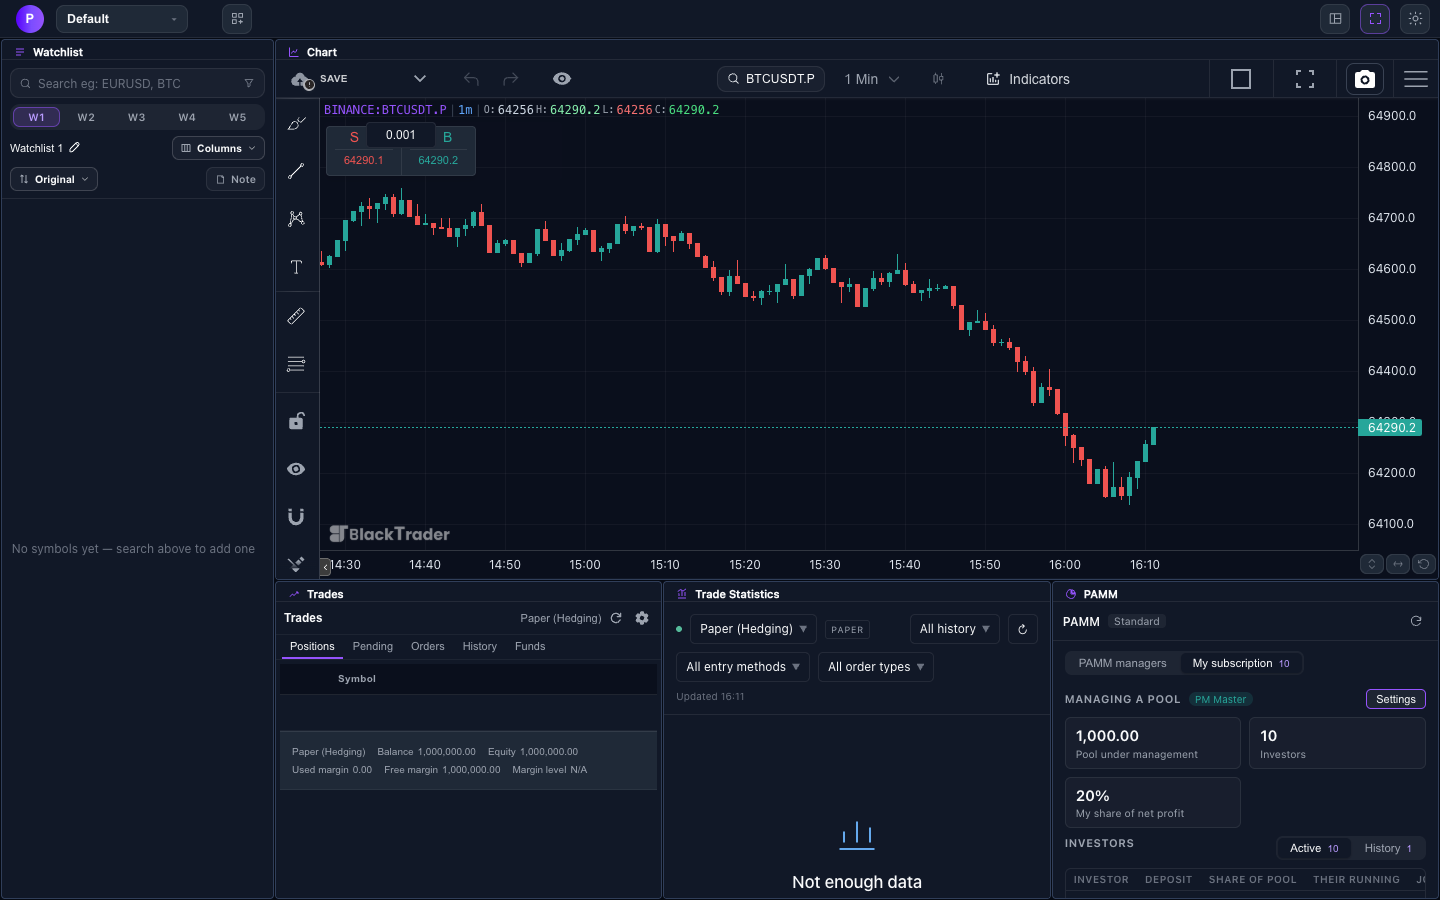 P
Default
Watchlist
Search eg: EURUSD, BTC
W1 W2 W3 W4 W5
Watchlist 1
Columns
Original
Note
No symbols yet — search above to add one
Chart
SAVE
BTCUSDT.P
1 Min
Indicators
BINANCE:BTCUSDT.P 1m O: 64256 H: 64290.2 L: 64256 C: 64290.2
S 0.001 B
64290.1 64290.2
64900.0
64800.0
64700.0
64600.0
64500.0
64400.0
64290.2
64200.0
64100.0
BlackTrader
14:30 14:40 14:50 15:00 15:10 15:20 15:30 15:40 15:50 16:00 16:10
Trades
Trades
Paper (Hedging)
Positions Pending Orders History Funds
Symbol
Paper (Hedging) Balance 1,000,000.00 Equity 1,000,000.00
Used margin 0.00 Free margin 1,000,000.00 Margin level N/A
Trade Statistics
Paper (Hedging) PAPER All history
All entry methods All order types
Updated 16:11
Not enough data
PAMM
PAMM Standard
PAMM managers My subscription 10
MANAGING A POOL PM Master Settings
1,000.00
Pool under management
10
Investors
20%
My share of net profit
INVESTORS
Active 10 History 1
INVESTOR DEPOSIT SHARE OF POOL THEIR RUNNING